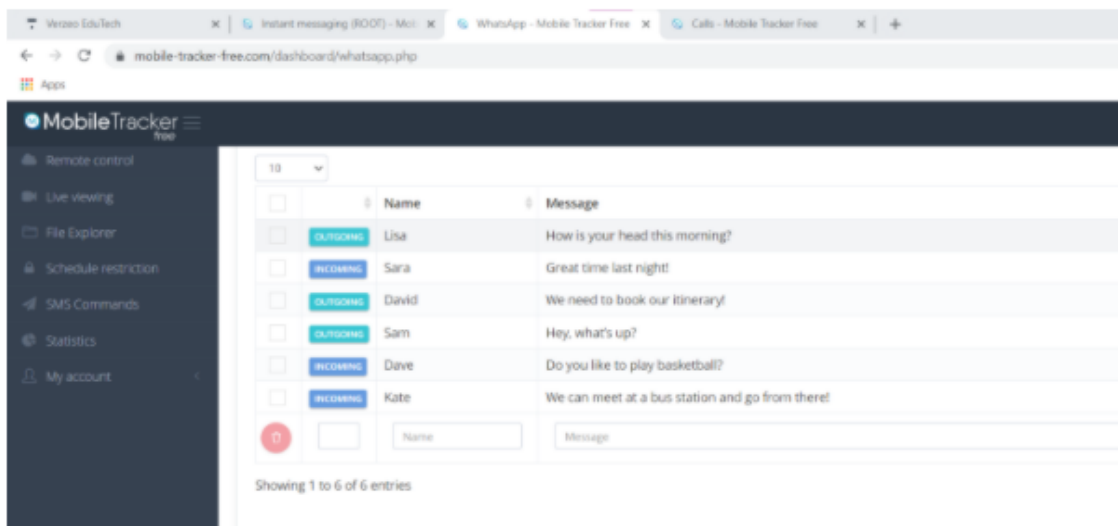 Verzeo EduTech
Instant messaging (ROOT) - Mobi
WhatsApp - Mobile Tracker Free
Calls - Mobile Tracker Free
mobile-tracker-free.com/dashboard/whatsapp.php
Apps
MobileTracker
free
Remote control
Live viewing
File Explorer
Schedule restriction
SMS Commands
Statistics
My account
10
Name Message
OUTGOING Lisa How is your head this morning?
INCOMING Sara Great time last night!
OUTGOING David We need to book our itinerary!
OUTGOING Sam Hey, what's up?
INCOMING Dave Do you like to play basketball?
INCOMING Kate We can meet at a bus station and go from there!
Name Message
Showing 1 to 6 of 6 entries